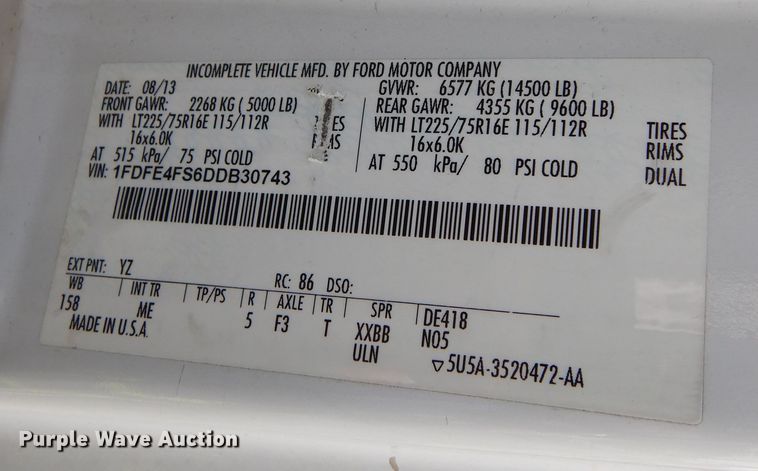 INCOMPLETE VEHICLE MFD. BY FORD MOTOR COMPANY
DATE: 08/13 GVWR: 6577 KG (14500 LB)
FRONT GAWR: 2268 KG ( 5000 LB) REAR GAWR: 4355 KG ( 9600 LB)
WITH LT225/75R16E 115/112R WITH LT225/75R16E 115/112R TIRES
16x6.0K 16x6.0K RIMS
AT 515 kPa/ 75 PSI COLD AT 550 kPa/ 80 PSI COLD DUAL
VIN: 1FDFE4FS6DDB30743
EXT PNT: YZ RC: 86 DSO:
WB INT TR TP/PS R AXLE TR SPR DE418
158 ME 5 F3 T XXBB N05
MADE IN U.S.A. ULN ▽5U5A-3520472-AA
Purple Wave Auction